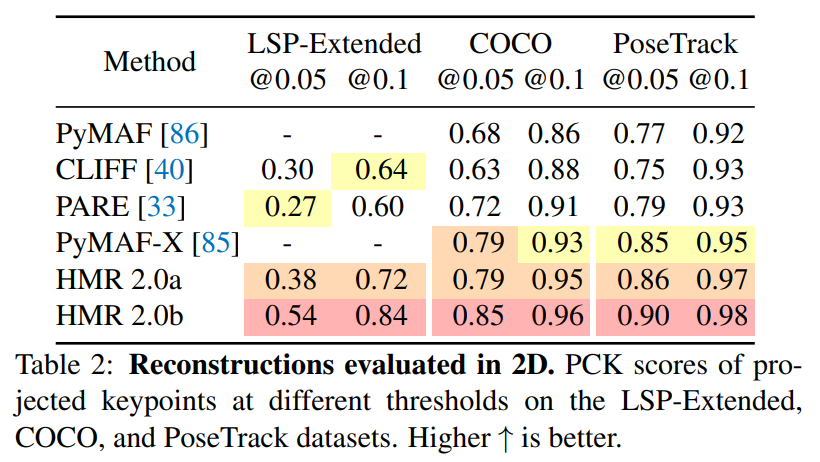 Method LSP-Extended COCO PoseTrack
@0.05 @0.1 @0.05 @0.1 @0.05 @0.1
PyMAF [86] - - 0.68 0.86 0.77 0.92
CLIFF [40] 0.30 0.64 0.63 0.88 0.75 0.93
PARE [33] 0.27 0.60 0.72 0.91 0.79 0.93
PyMAF-X [85] - - 0.79 0.93 0.85 0.95
HMR 2.0a 0.38 0.72 0.79 0.95 0.86 0.97
HMR 2.0b 0.54 0.84 0.85 0.96 0.90 0.98
Table 2: Reconstructions evaluated in 2D. PCK scores of pro-
jected keypoints at different thresholds on the LSP-Extended,
COCO, and PoseTrack datasets. Higher ↑ is better.